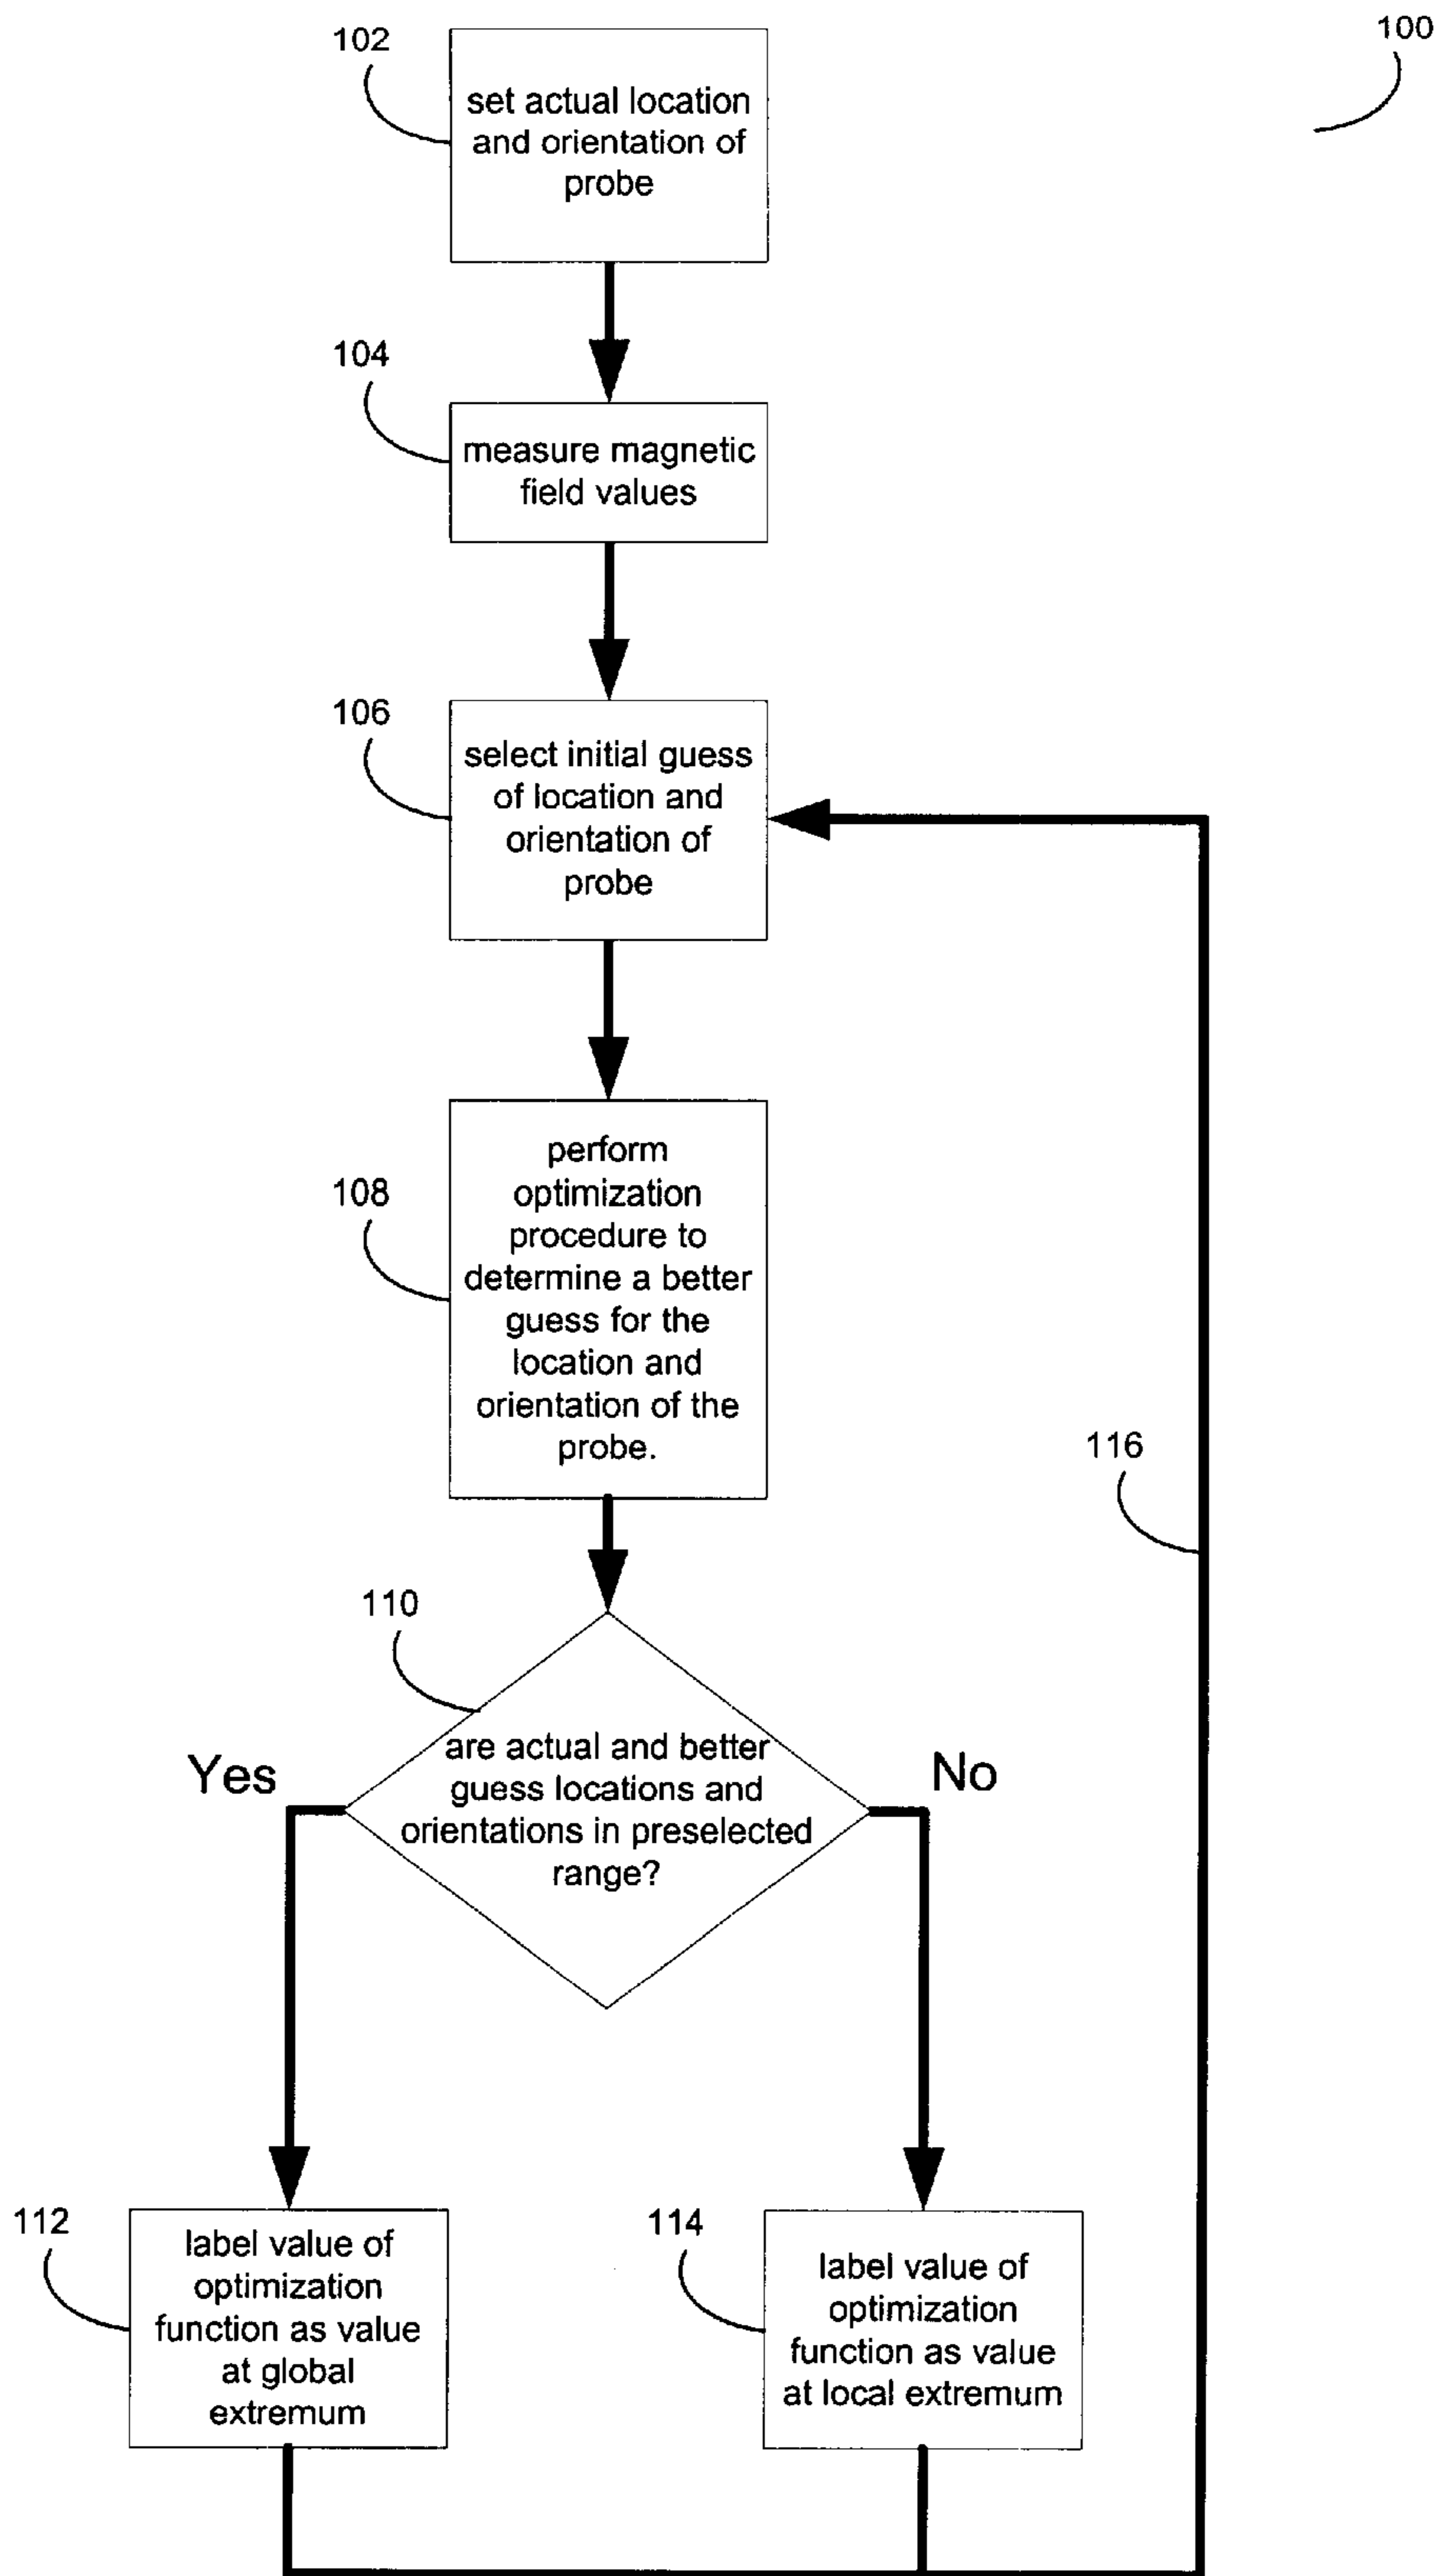 100
102
set actual location
and orientation of
probe
104
measure magnetic
field values
106
select initial guess
of location and
orientation of
probe
108
perform
optimization
procedure to
determine a better
guess for the
location and
orientation of the
probe.
116
110
are actual and better
guess locations and
orientations in preselected
range?
Yes
No
112
label value of
optimization
function as value
at global
extremum
114
label value of
optimization
function as value
at local extremum